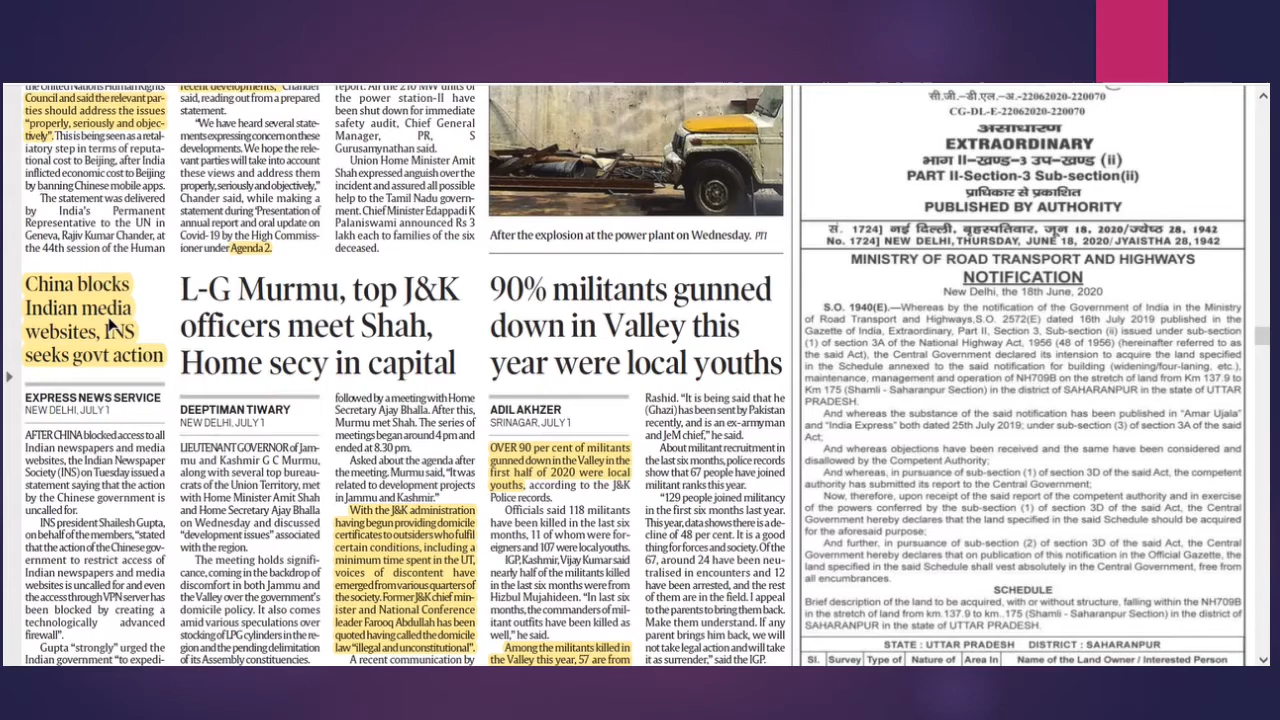 the United Nations Human Rights
Council and said the relevant par-
ties should address the issues
"properly, seriously and objec-
tively". This is being seen as a retal-
iatory step in terms of reputa-
tional cost to Beijing, after India
inflicted economic cost to Beijing
by banning Chinese mobile apps.
The statement was delivered
by India's Permanent
Representative to the UN in
Geneva, Rajiv Kumar Chander, at
the 44th session of the Human
recent developments," Chander
said, reading out from a prepared
statement.
"We have heard several state-
ments expressing concern on these
developments. We hope the rele-
vant parties will take into account
these views and address them
properly, seriously and objectively,"
Chander said, while making a
statement during 'Presentation of
annual report and oral update on
Covid-19 by the High Commiss-
ioner under Agenda 2.
report. All the 210 MW units of
the power station-II have
been shut down for immediate
safety audit, Chief General
Manager, PR, S
Gurusamynathan said.
Union Home Minister Amit
Shah expressed anguish over the
incident and assured all possible
help to the Tamil Nadu govern-
ment. Chief Minister Edappadi K
Palaniswami announced Rs 3
lakh each to families of the six
deceased.
After the explosion at the power plant on Wednesday. PTI
China blocks
Indian media
websites, INS
seeks govt action
EXPRESS NEWS SERVICE
NEW DELHI, JULY 1
AFTER CHINA blocked access to all
Indian newspapers and media
websites, the Indian Newspaper
Society (INS) on Tuesday issued a
statement saying that the action
by the Chinese government is
uncalled for.
INS president Shailesh Gupta,
on behalf of the members, "stated
that the action of the Chinese gov-
ernment to restrict access of
Indian newspapers and media
websites is uncalled for and even
the access through VPN server has
been blocked by creating a
technologically advanced
firewall".
Gupta "strongly" urged the
Indian government "to expedi-
L-G Murmu, top J&K
officers meet Shah,
Home secy in capital
DEEPTIMAN TIWARY
NEW DELHI, JULY 1
LIEUTENANT GOVERNOR of Jam-
mu and Kashmir G C Murmu,
along with several top bureau-
crats of the Union Territory, met
with Home Minister Amit Shah
and Home Secretary Ajay Bhalla
on Wednesday and discussed
"development issues" associated
with the region.
The meeting holds signifi-
cance, coming in the backdrop of
discomfort in both Jammu and
the Valley over the government's
domicile policy. It also comes
amid various speculations over
stocking of LPG cylinders in the re-
gion and the pending delimitation
of its Assembly constituencies.
followed by a meeting with Home
Secretary Ajay Bhalla. After this,
Murmu met Shah. The series of
meetings began around 4 pm and
ended at 8.30 pm.
Asked about the agenda after
the meeting. Murmu said, "It was
related to development projects
in Jammu and Kashmir."
With the J&K administration
having begun providing domicile
certificates to outsiders who fulfil
certain conditions, including a
minimum time spent in the UT,
voices of discontent have
emerged from various quarters of
the society. Former J&K chief min-
ister and National Conference
leader Farooq Abdullah has been
quoted having called the domicile
law "illegal and unconstitutional".
A recent communication by
90% militants gunned
down in Valley this
year were local youths
ADIL AKHZER
SRINAGAR, JULY 1
OVER 90 per cent of militants
gunned down in the Valley in the
first half of 2020 were local
youths, according to the J&K
Police records.
Officials said 118 militants
have been killed in the last six
months, 11 of whom were for-
eigners and 107 were local youths.
IGP, Kashmir, Vijay Kumar said
nearly half of the militants killed
in the last six months were from
Hizbul Mujahideen. "In last six
months, the commanders of mil-
itant outfits have been killed as
well," he said.
Among the militants killed in
the Valley this year, 57 are from
Rashid. "It is being said that he
(Ghazi) has been sent by Pakistan
recently, and is an ex-armyman
and JeM chief," he said.
About militant recruitment in
the last six months, police records
show that 67 people have joined
militant ranks this year.
"129 people joined militancy
in the first six months last year.
This year, data shows there is a de-
cline of 48 per cent. It is a good
thing for forces and society. Of the
67, around 24 have been neu-
tralised in encounters and 12
have been arrested, and the rest
of them are in the field. I appeal
to the parents to bring them back.
Make them understand. If any
parent brings him back, we will
not take legal action and will take
it as surrender," said the IGP.
सी.जी.-डी.एल.-अ.-22062020-220070
CG-DL-E-22062020-220070
असाधारण
EXTRAORDINARY
भाग II-खण्ड-3 उप-खण्ड (ii)
PART II-Section-3 Sub-section(ii)
प्राधिकार से प्रकाशित
PUBLISHED BY AUTHORITY
सं. 1724] नई दिल्ली, बृहस्पतिवार, जून 18, 2020/ज्येष्ठ 28, 1942
No. 1724] NEW DELHI, THURSDAY, JUNE 18, 2020/JYAISTHA 28, 1942
MINISTRY OF ROAD TRANSPORT AND HIGHWAYS
NOTIFICATION
New Delhi, the 18th June, 2020
S.O. 1940(E).—Whereas by the notification of the Government of India in the Ministry
of Road Transport and Highways,S.O. 2572(E) dated 16th July 2019 published in the
Gazette of India, Extraordinary, Part II, Section 3, Sub-section (ii) issued under sub-section
(1) of section 3A of the National Highway Act, 1956 (48 of 1956) (hereinafter referred to as
the said Act), the Central Government declared its intension to acquire the land specified
in the Schedule annexed to the said notification for building (widening/four-laning, etc.),
maintenance, management and operation of NH709B on the stretch of land from Km 137.9 to
Km 175 (Shamli - Saharanpur Section) in the district of SAHARANPUR in the state of UTTAR
PRADESH.
And whereas the substance of the said notification has been published in "Amar Ujala"
and "India Express" both dated 25th July 2019; under sub-section (3) of section 3A of the said
Act;
And whereas objections have been received and the same have been considered and
disallowed by the Competent Authority;
And whereas, in pursuance of sub-section (1) of section 3D of the said Act, the competent
authority has submitted its report to the Central Government;
Now, therefore, upon receipt of the said report of the competent authority and in exercise
of the powers conferred by the sub-section (1) of section 3D of the said Act, the Central
Government hereby declares that the land specified in the said Schedule should be acquired
for the aforesaid purpose;
And further, in pursuance of sub-section (2) of section 3D of the said Act, the Central
Government hereby declares that on publication of this notification in the Official Gazette, the
land specified in the said Schedule shall vest absolutely in the Central Government, free from
all encumbrances.
SCHEDULE
Brief description of the land to be acquired, with or without structure, falling within the NH709B
in the stretch of land from km.137.9 to km. 175 (Shamli - Saharanpur Section) in the district of
SAHARANPUR in the state of UTTAR PRADESH.
STATE : UTTAR PRADESH DISTRICT : SAHARANPUR
Sl. Survey Type of Nature of Area In Name of the Land Owner / Interested Person